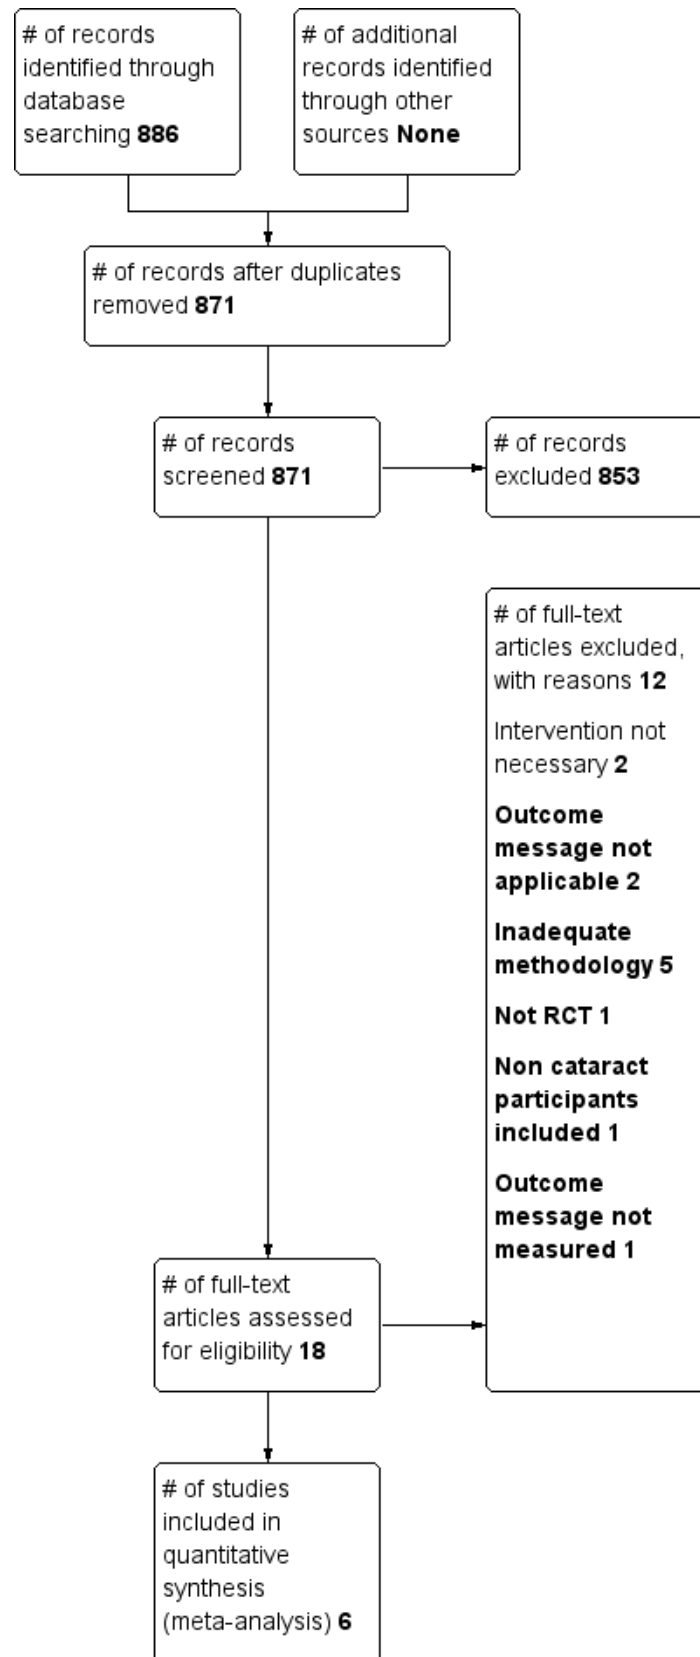 # of records
identified through
database
searching 886
# of additional
records identified
through other
sources None
# of records after duplicates
removed 871
# of records
screened 871
# of records
excluded 853
# of full-text
articles excluded,
with reasons 12
Intervention not
necessary 2
Outcome
message not
applicable 2
Inadequate
methodology 5
Not RCT 1
Non cataract
participants
included 1
Outcome
message not
measured 1
# of full-text
articles assessed
for eligibility 18
# of studies
included in
quantitative
synthesis
(meta-analysis) 6